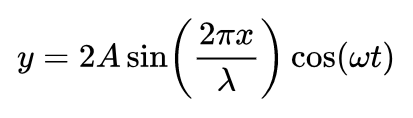 y = 2A sin(2πx/λ) cos(ωt)